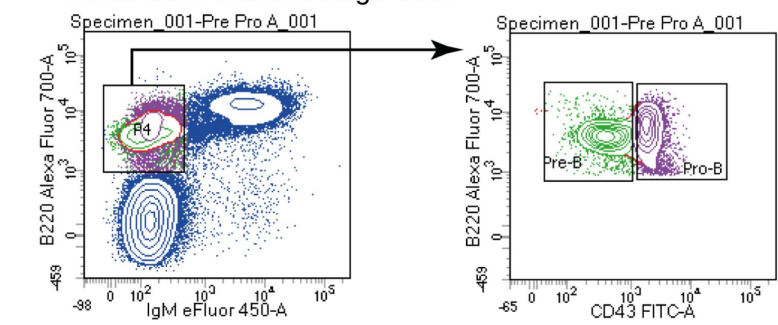 Specimen_001-Pre Pro A_001
B220 Alexa Fluor 700-A
10^5
10^4
10^3
0
-459
P4
-98
0 10^2 10^3 10^4 10^5
IgM eFluor 450-A
Specimen_001-Pre Pro A_001
B220 Alexa Fluor 700-A
10^5
10^4
10^3
0
-459
Pre-B
Pro-B
-65
0 10^2 10^3 10^4 10^5
CD43 FITC-A